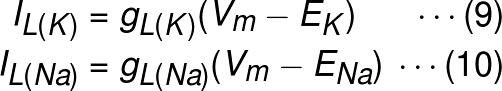 I_{L(K)} = g_{L(K)}(V_m − E_K) ⋯(9)
I_{L(Na)} = g_{L(Na)}(V_m − E_{Na}) ⋯(10)